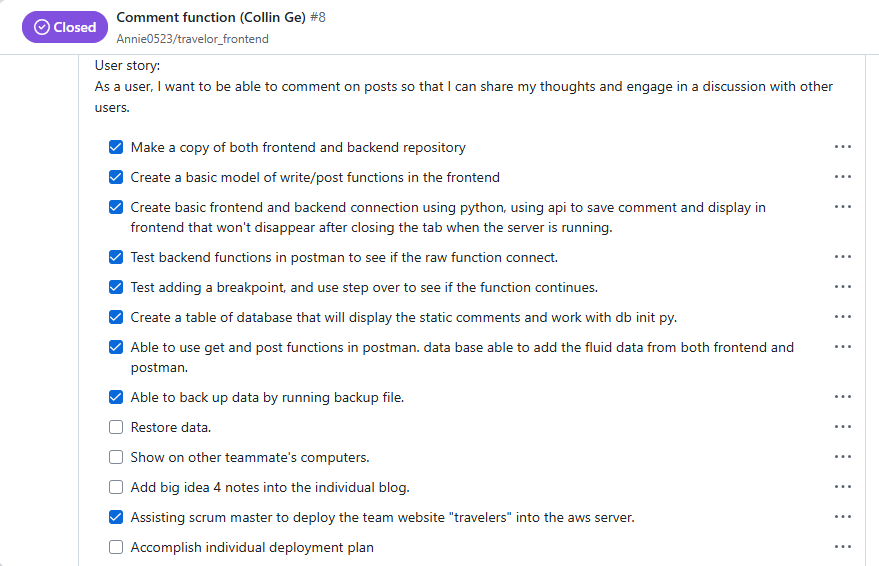 Closed
Comment function (Collin Ge) #8
Annie0523/travelor_frontend
User story:
As a user, I want to be able to comment on posts so that I can share my thoughts and engage in a discussion with other
users.
Make a copy of both frontend and backend repository
Create a basic model of write/post functions in the frontend
Create basic frontend and backend connection using python, using api to save comment and display in
frontend that won't disappear after closing the tab when the server is running.
Test backend functions in postman to see if the raw function connect.
Test adding a breakpoint, and use step over to see if the function continues.
Create a table of database that will display the static comments and work with db init py.
Able to use get and post functions in postman. data base able to add the fluid data from both frontend and
postman.
Able to back up data by running backup file.
Restore data.
Show on other teammate's computers.
Add big idea 4 notes into the individual blog.
Assisting scrum master to deploy the team website "travelers" into the aws server.
Accomplish individual deployment plan